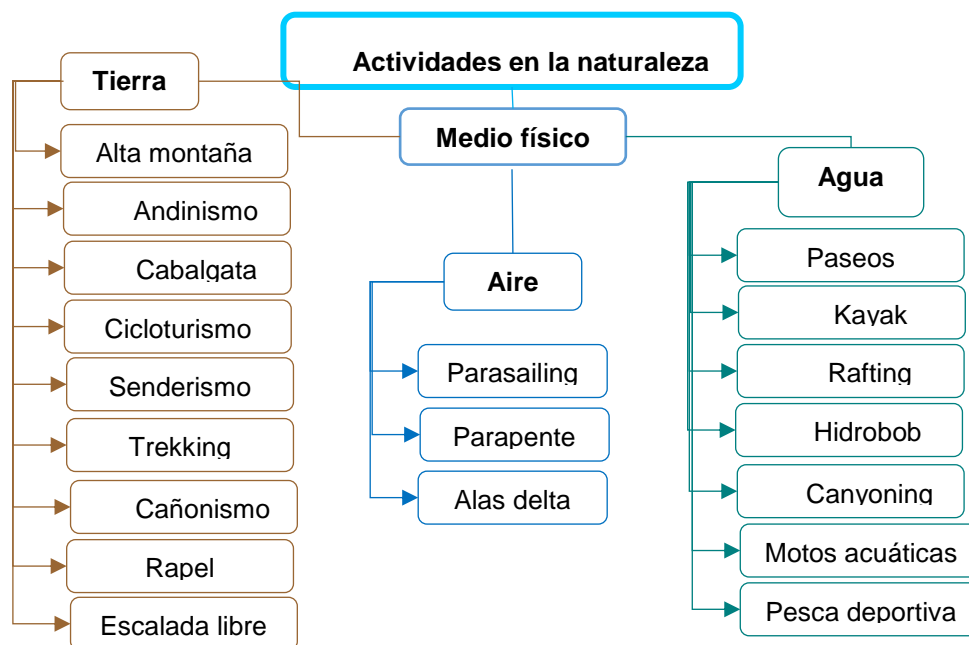 Actividades en la naturaleza
Medio físico
Tierra
Alta montaña
Andinismo
Cabalgata
Cicloturismo
Senderismo
Trekking
Cañonismo
Rapel
Escalada libre
Aire
Parasailing
Parapente
Alas delta
Agua
Paseos
Kayak
Rafting
Hidrobob
Canyoning
Motos acuáticas
Pesca deportiva